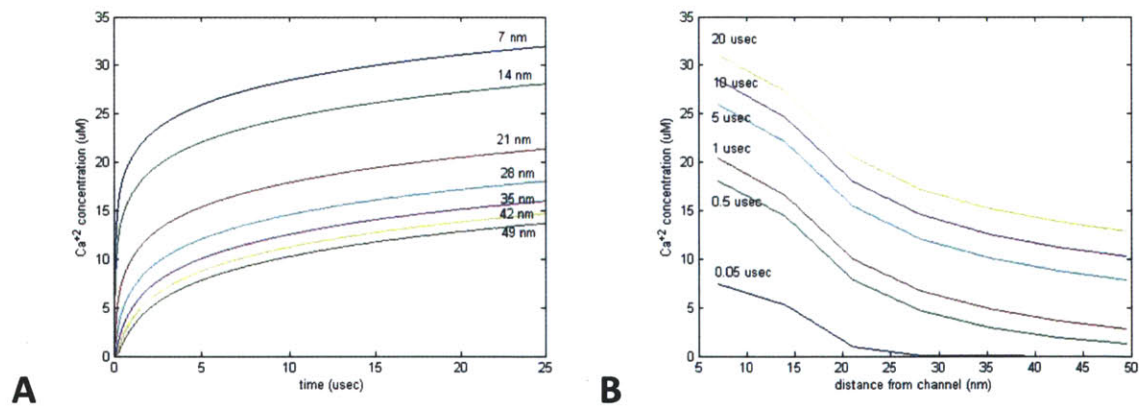 35
30
25
20
15
10
5
0
Ca+2 concentration (uM)
7 nm
14 nm
21 nm
28 nm
35 nm
42 nm
49 nm
0 5 10 15 20 25
time (usec)
A
35
30
25
20
15
10
5
0
Ca+2 concentration (uM)
20 usec
10 usec
5 usec
1 usec
0.5 usec
0.05 usec
5 10 15 20 25 30 35 40 45 50
distance from channel (nm)
B